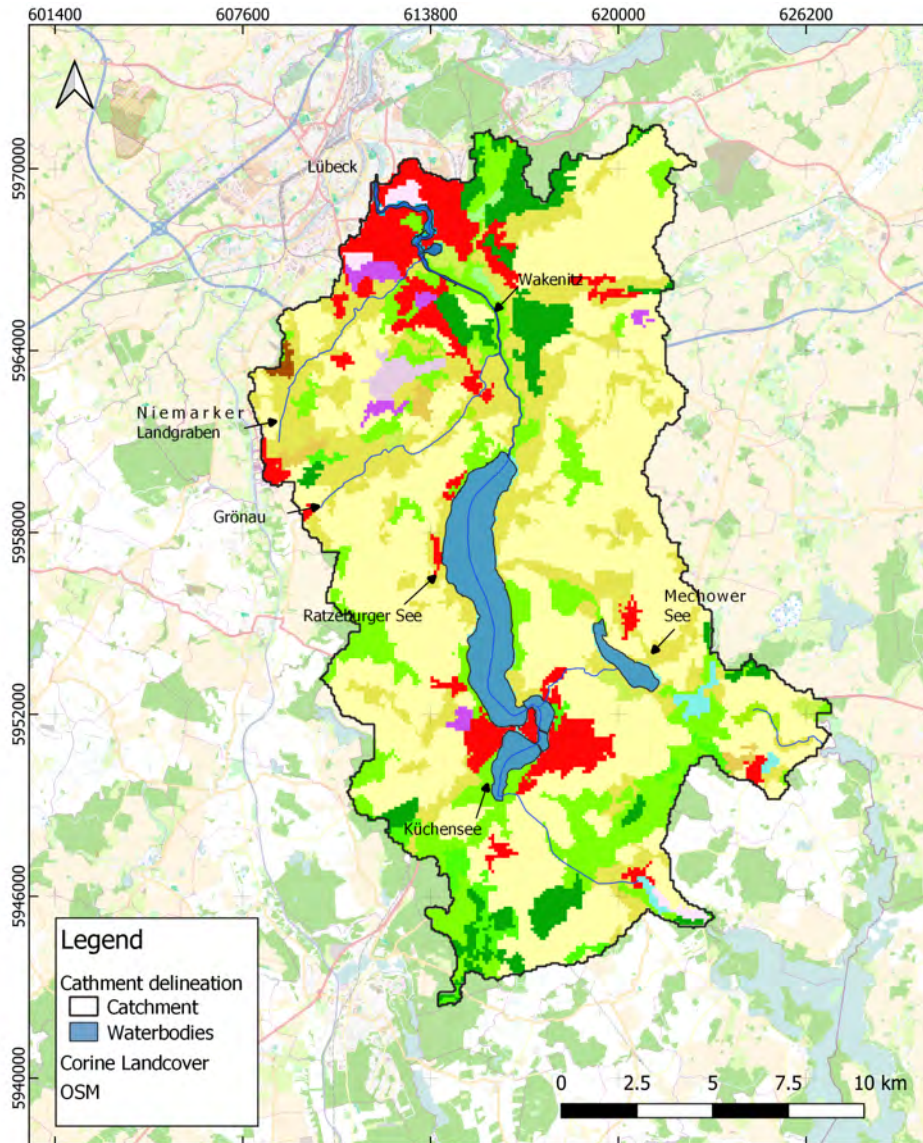 601400 607600 613800 620000 626200
5970000
Lübeck
Wakenitz
5964000
Niemarker
Landgraben
Grönau
5958000
Ratzeburger See
Mechower
See
5952000
Küchensee
5946000
Legend
Cathment delineation
Catchment
Waterbodies
Corine Landcover
OSM
5940000
0 2.5 5 7.5 10 km